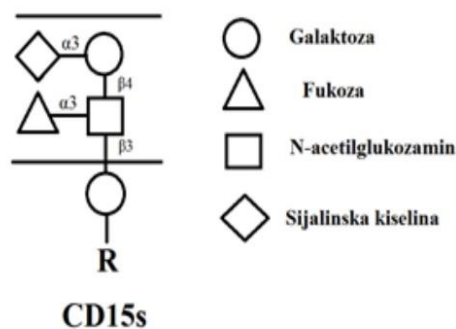 α3
β4
α3
β3
R
CD15s
Galaktoza
Fukoza
N-acetilglukozamin
Sijalinska kiselina